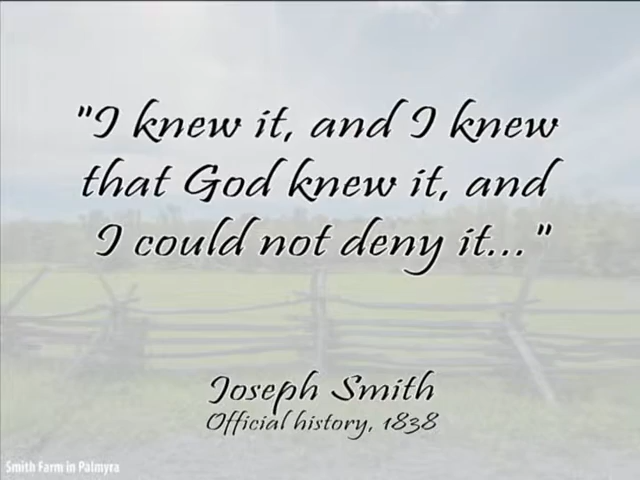 "I knew it, and I knew
that God knew it, and
I could not deny it..."
Joseph Smith
Official history, 1838
Smith Farm in Palmyra